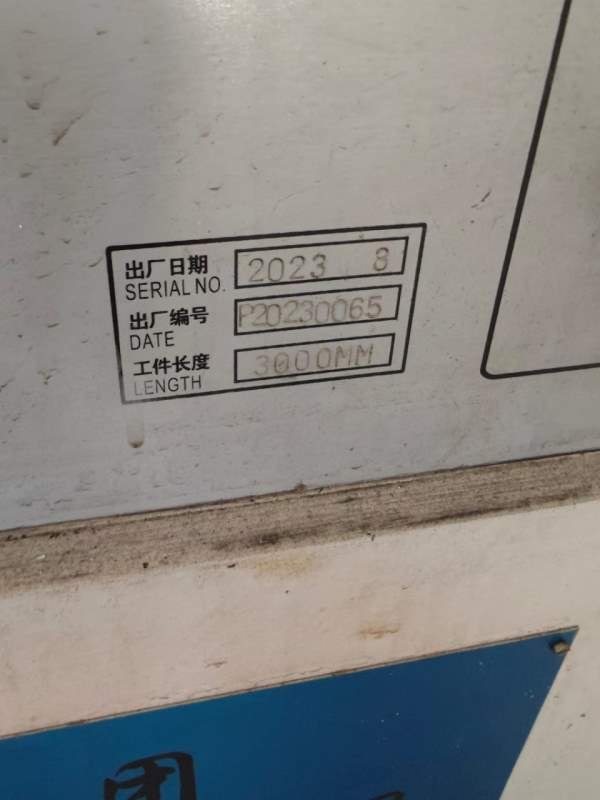 出厂日期 2023 8
SERIAL NO.
出厂编号 P20230065
DATE
工件长度 3000MM
LENGTH
团